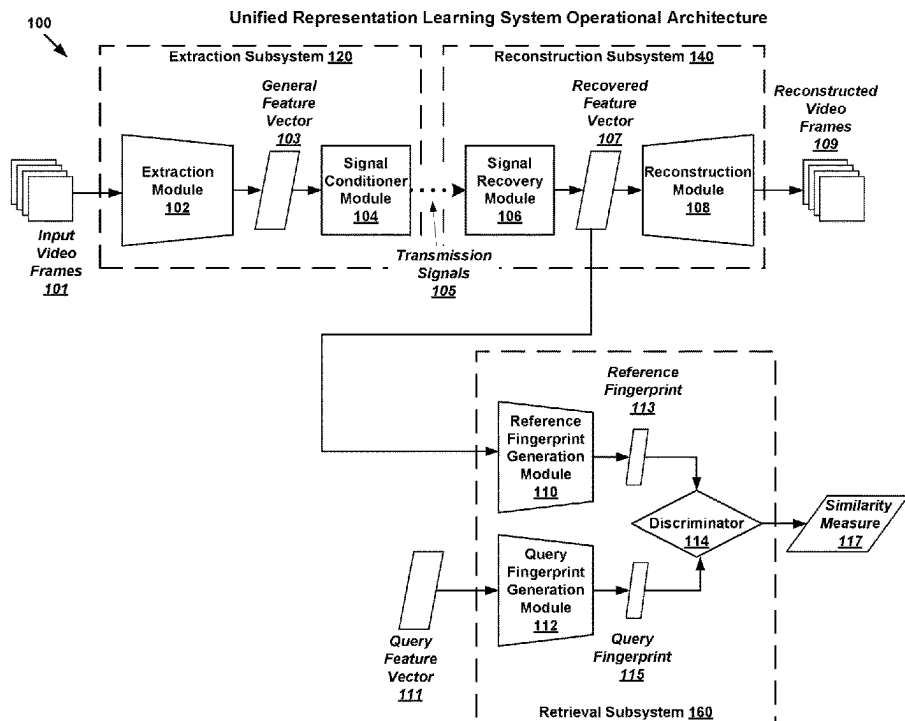 Unified Representation Learning System Operational Architecture
100
Extraction Subsystem 120
Reconstruction Subsystem 140
General
Feature
Vector
103
Recovered
Feature
Vector
107
Reconstructed
Video
Frames
109
Extraction
Module
102
Signal
Conditioner
Module
104
Signal
Recovery
Module
106
Reconstruction
Module
108
Input
Video
Frames
101
Transmission
Signals
105
Reference
Fingerprint
113
Reference
Fingerprint
Generation
Module
110
Discriminator
114
Similarity
Measure
117
Query
Fingerprint
Generation
Module
112
Query
Feature
Vector
111
Query
Fingerprint
115
Retrieval Subsystem 160